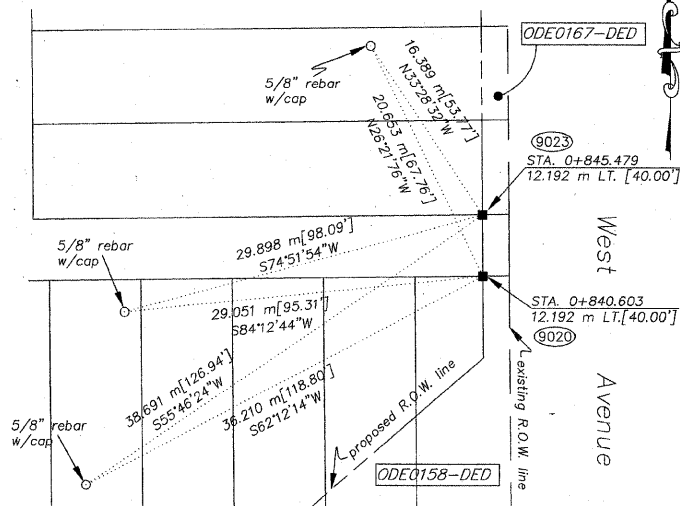 ODE0167-DED
5/8" rebar
w/cap
16.389 m[53.77']
N33°28'32"W
20.653 m[67.76']
N26°21'76"W
9023
STA. 0+845.479
12.192 m LT. [40.00']
West
5/8" rebar
w/cap
29.898 m[98.09']
S74°51'54"W
29.051 m[95.31']
S84°12'44"W
STA. 0+840.603
12.192 m LT.[40.00']
9020
38.691 m[126.94']
S55°46'24"W
36.210 m[118.80']
S62°12'14"W
5/8" rebar
w/cap
proposed R.O.W. line
existing R.O.W. line
Avenue
ODE0158-DED